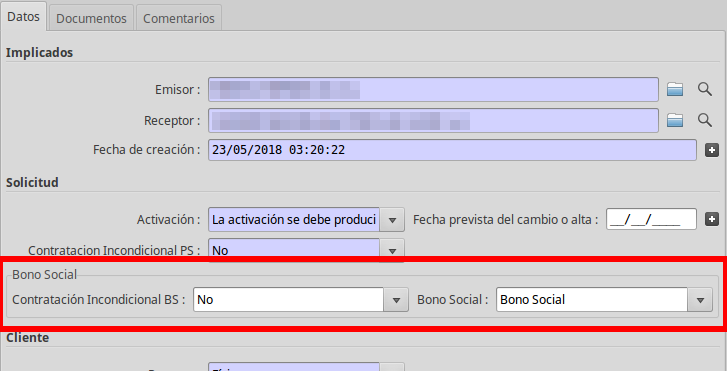 Datos Documentos Comentarios
Implicados
Emisor :
Receptor :
Fecha de creación : 23/05/2018 03:20:22
Solicitud
Activación : La activación se debe produci Fecha prevista del cambio o alta : __/__/____
Contratacion Incondicional PS : No
Bono Social
Contratación Incondicional BS : No Bono Social : Bono Social
Cliente